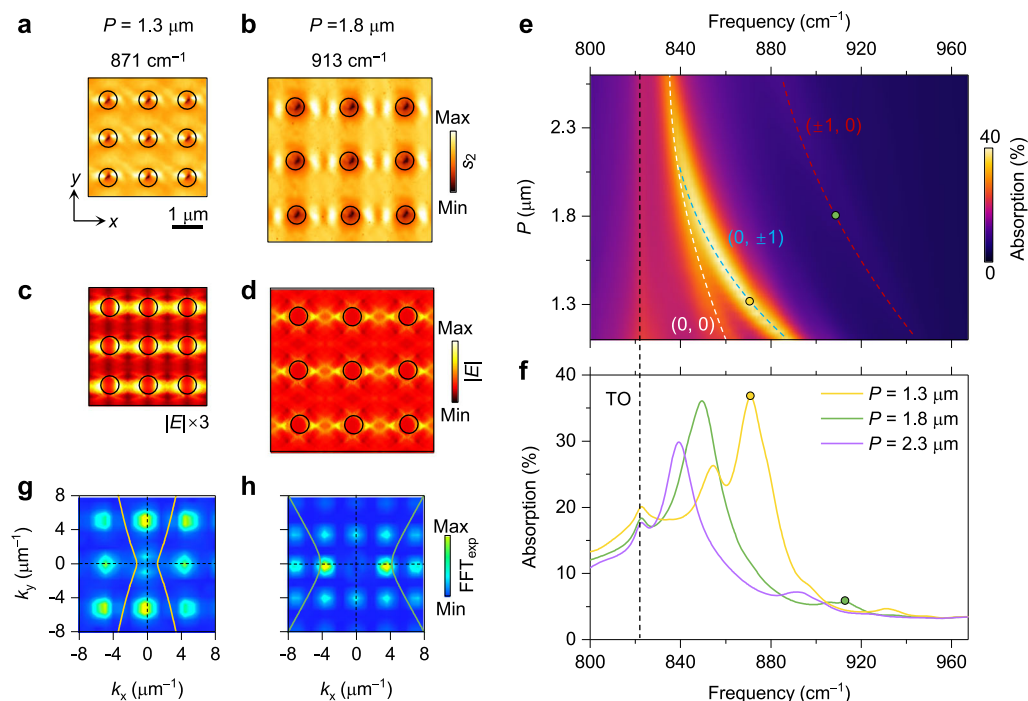 a
P = 1.3 μm
871 cm⁻¹
b
P =1.8 μm
913 cm⁻¹
Max
s₂
Min
y
x
1 μm
c
|E|×3
d
Max
|E|
Min
g
8
4
0
-4
-8
k_y (μm⁻¹)
-8 -4 0 4 8
k_x (μm⁻¹)
h
-8 -4 0 4 8
k_x (μm⁻¹)
Max
FFT_exp
Min
e
Frequency (cm⁻¹)
800 840 880 920 960
2.3
1.8
1.3
P (μm)
(±1, 0)
(0, ±1)
(0, 0)
40
0
Absorption (%)
f
40
30
20
10
0
Absorption (%)
TO
P = 1.3 μm
P = 1.8 μm
P = 2.3 μm
800 840 880 920 960
Frequency (cm⁻¹)